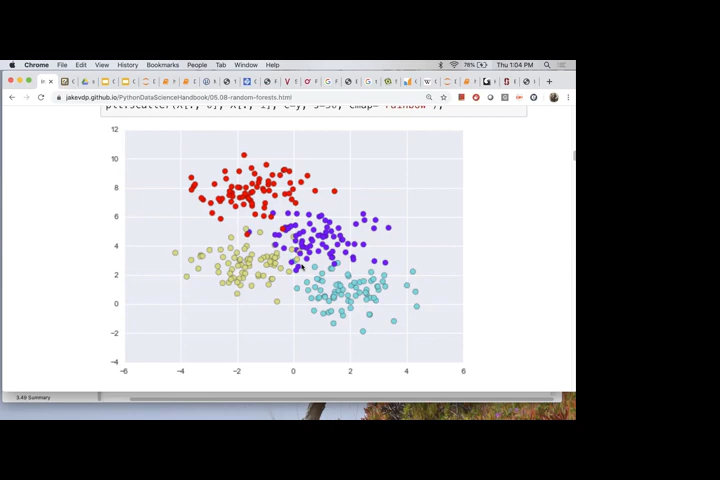 Chrome File Edit View History Bookmarks People Tab Window Help 78% Thu 1:04 PM
jakevdp.github.io/PythonDataScienceHandbook/05.08-random-forests.html
12
10
8
6
4
2
0
−2
−4
−6 −4 −2 0 2 4 6
3.49 Summary